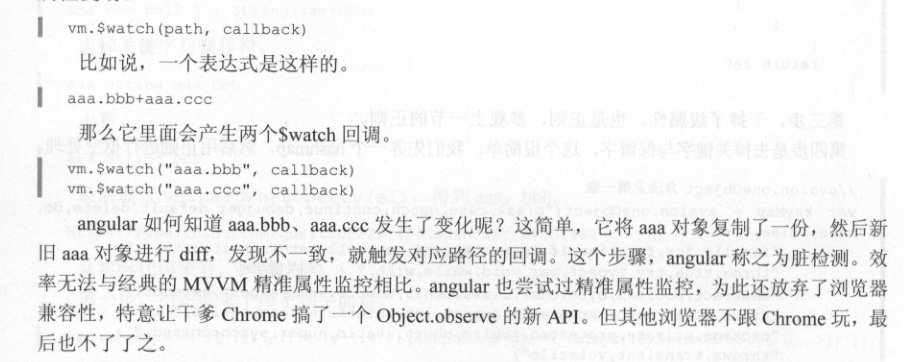 vm.$watch(path, callback)
比如说，一个表达式是这样的。
aaa.bbb+aaa.ccc
那么它里面会产生两个$watch 回调。
vm.$watch("aaa.bbb", callback)
vm.$watch("aaa.ccc", callback)
angular 如何知道 aaa.bbb、aaa.ccc 发生了变化呢？这简单，它将 aaa 对象复制了一份，然后新
旧 aaa 对象进行 diff，发现不一致，就触发对应路径的回调。这个步骤，angular 称之为脏检测。效
率无法与经典的 MVVM 精准属性监控相比。angular 也尝试过精准属性监控，为此还放弃了浏览器
兼容性，特意让干爹 Chrome 搞了一个 Object.observe 的新 API。但其他浏览器不跟 Chrome 玩，最
后也不了了之。